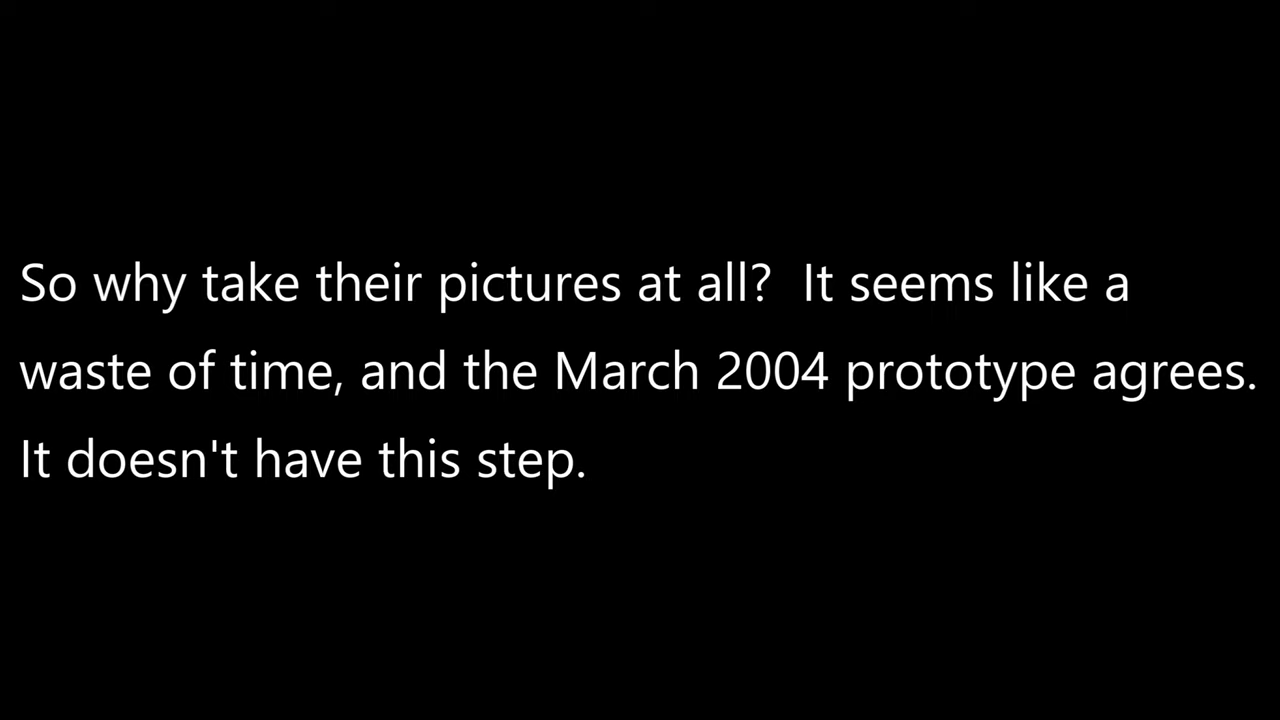 So why take their pictures at all?  It seems like a
waste of time, and the March 2004 prototype agrees.
It doesn't have this step.